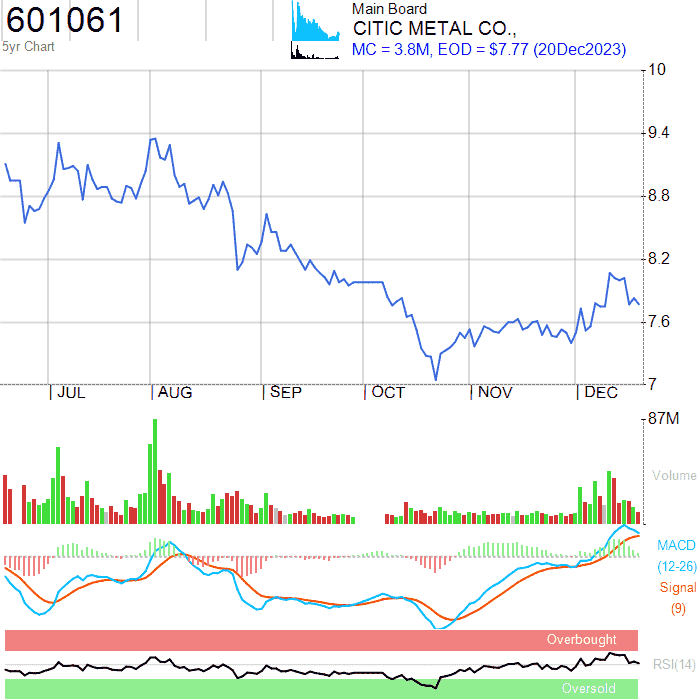 601061
5yr Chart
Main Board
CITIC METAL CO.,
MC = 3.8M, EOD = $7.77 (20Dec2023)
10
9.4
8.8
8.2
7.6
7
JUL AUG SEP OCT NOV DEC
87M
Volume
MACD
(12-26)
Signal
(9)
Overbought
RSI(14)
Oversold